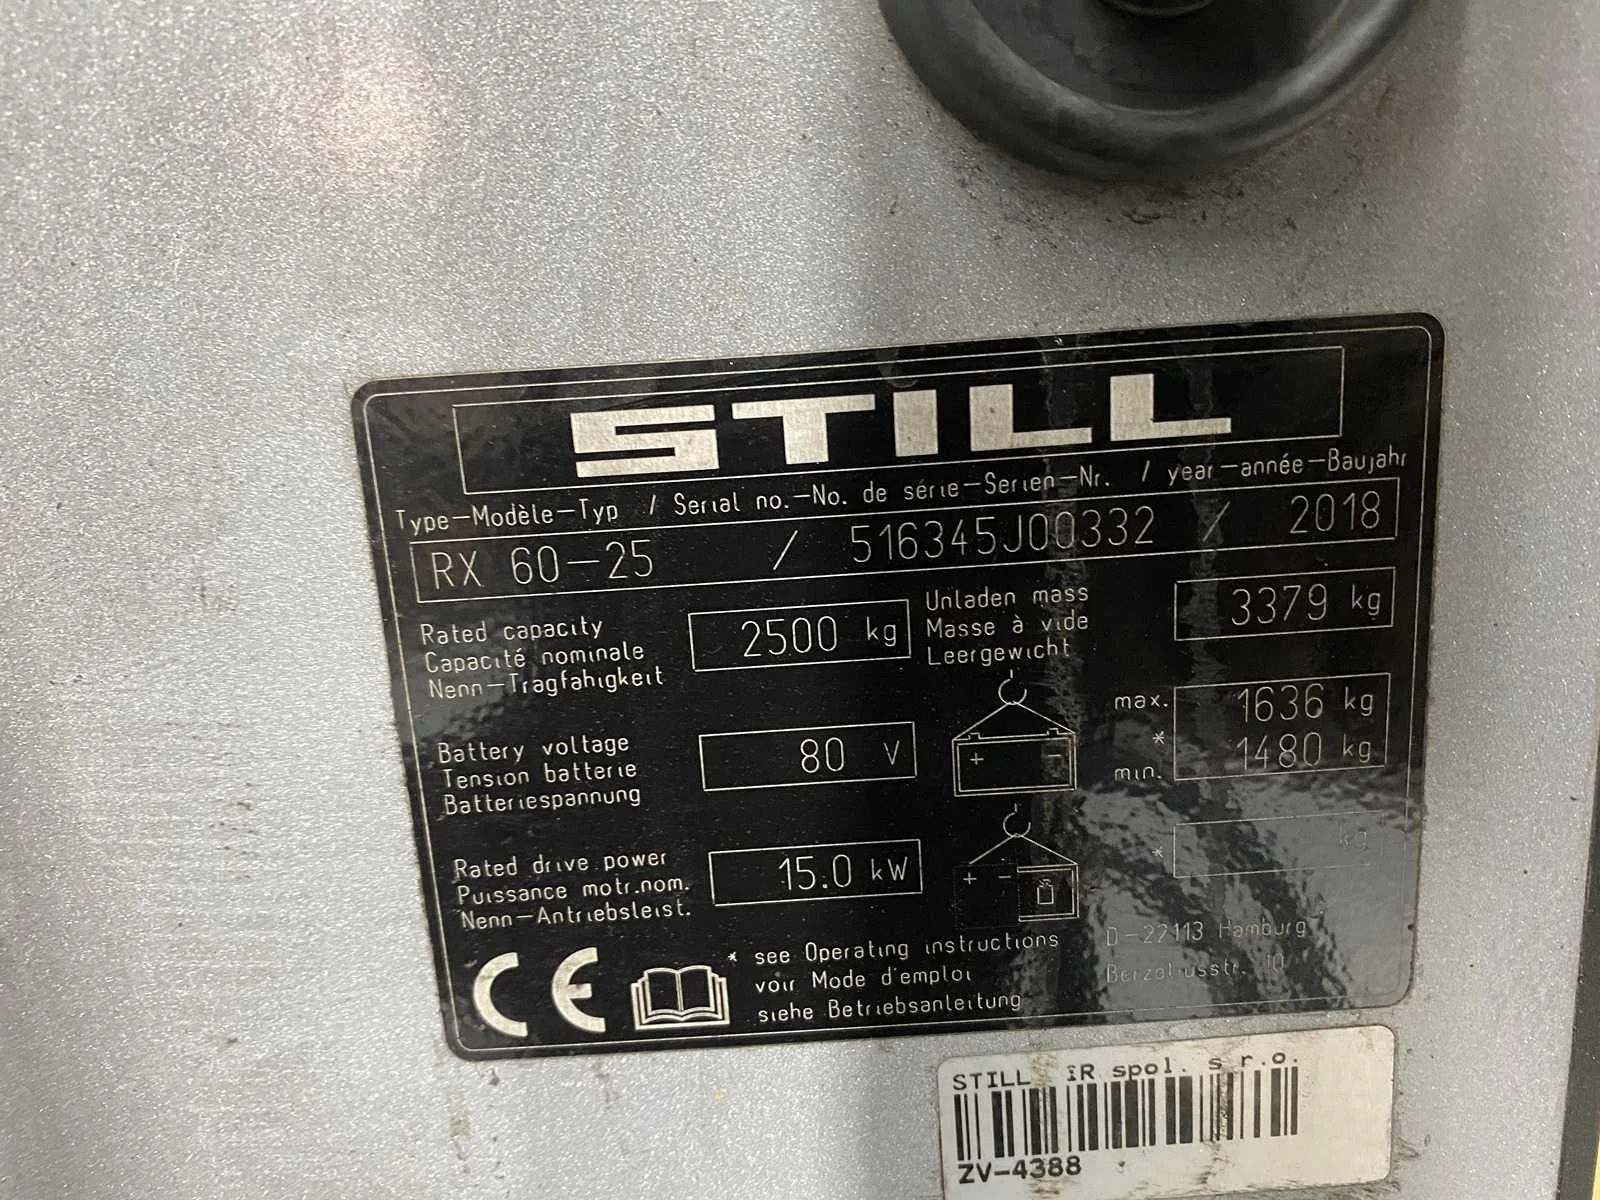 STILL
Type-Modèle-Typ / Serial no.-No. de série-Serien-Nr. / year-année-Baujahr
RX 60-25 / 516345J00332 / 2018
Rated capacity
Capacité nominale
Nenn-Tragfähigkeit
2500 kg
Unladen mass
Masse à vide
Leergewicht
3379 kg
Battery voltage
Tension batterie
Batteriespannung
80 V
+ -
max.
*
min.
1636 kg
1480 kg
Rated drive power
Puissance motr.nom.
Nenn-Antriebsleist.
15.0 kW
+ -
*
kg
CE
* see Operating instructions
voir Mode d'emploi
siehe Betriebsanleitung
D-22113 Hamburg
Berzeliusstr. 10
STILL ČR spol. s r.o.
ZV-4388